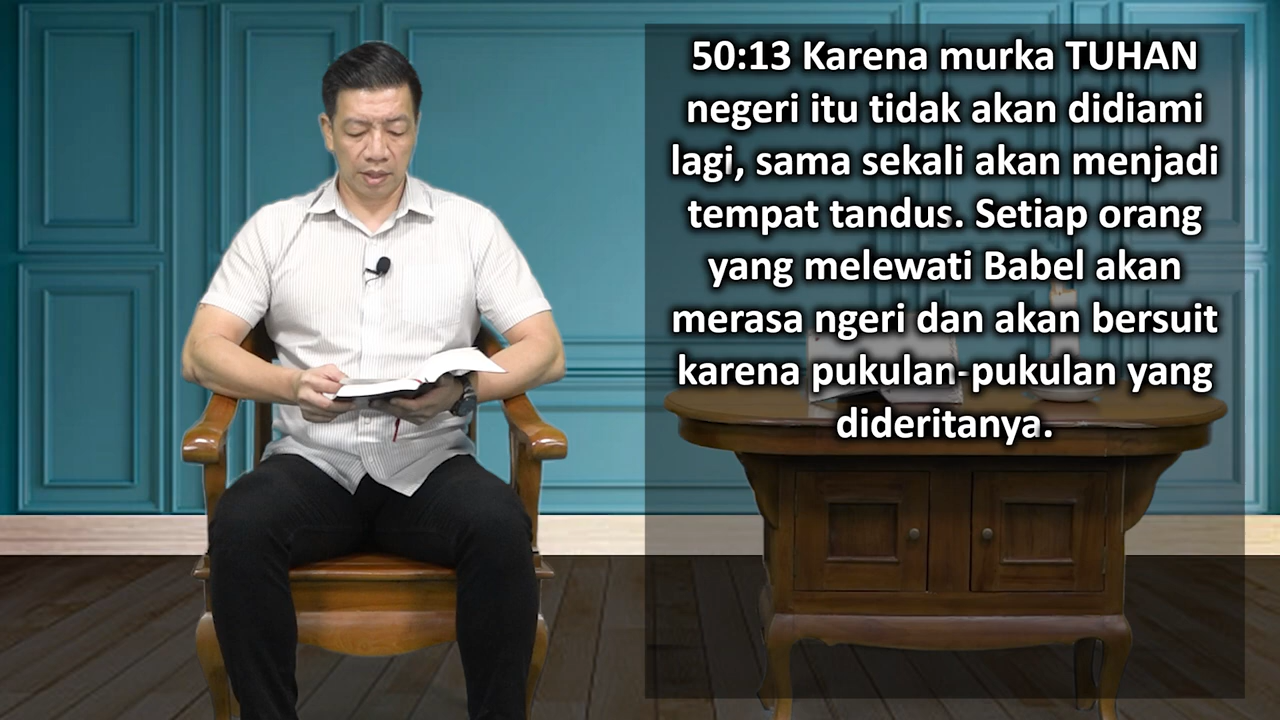 50:13 Karena murka TUHAN
negeri itu tidak akan didiami
lagi, sama sekali akan menjadi
tempat tandus. Setiap orang
yang melewati Babel akan
merasa ngeri dan akan bersuit
karena pukulan-pukulan yang
dideritanya.